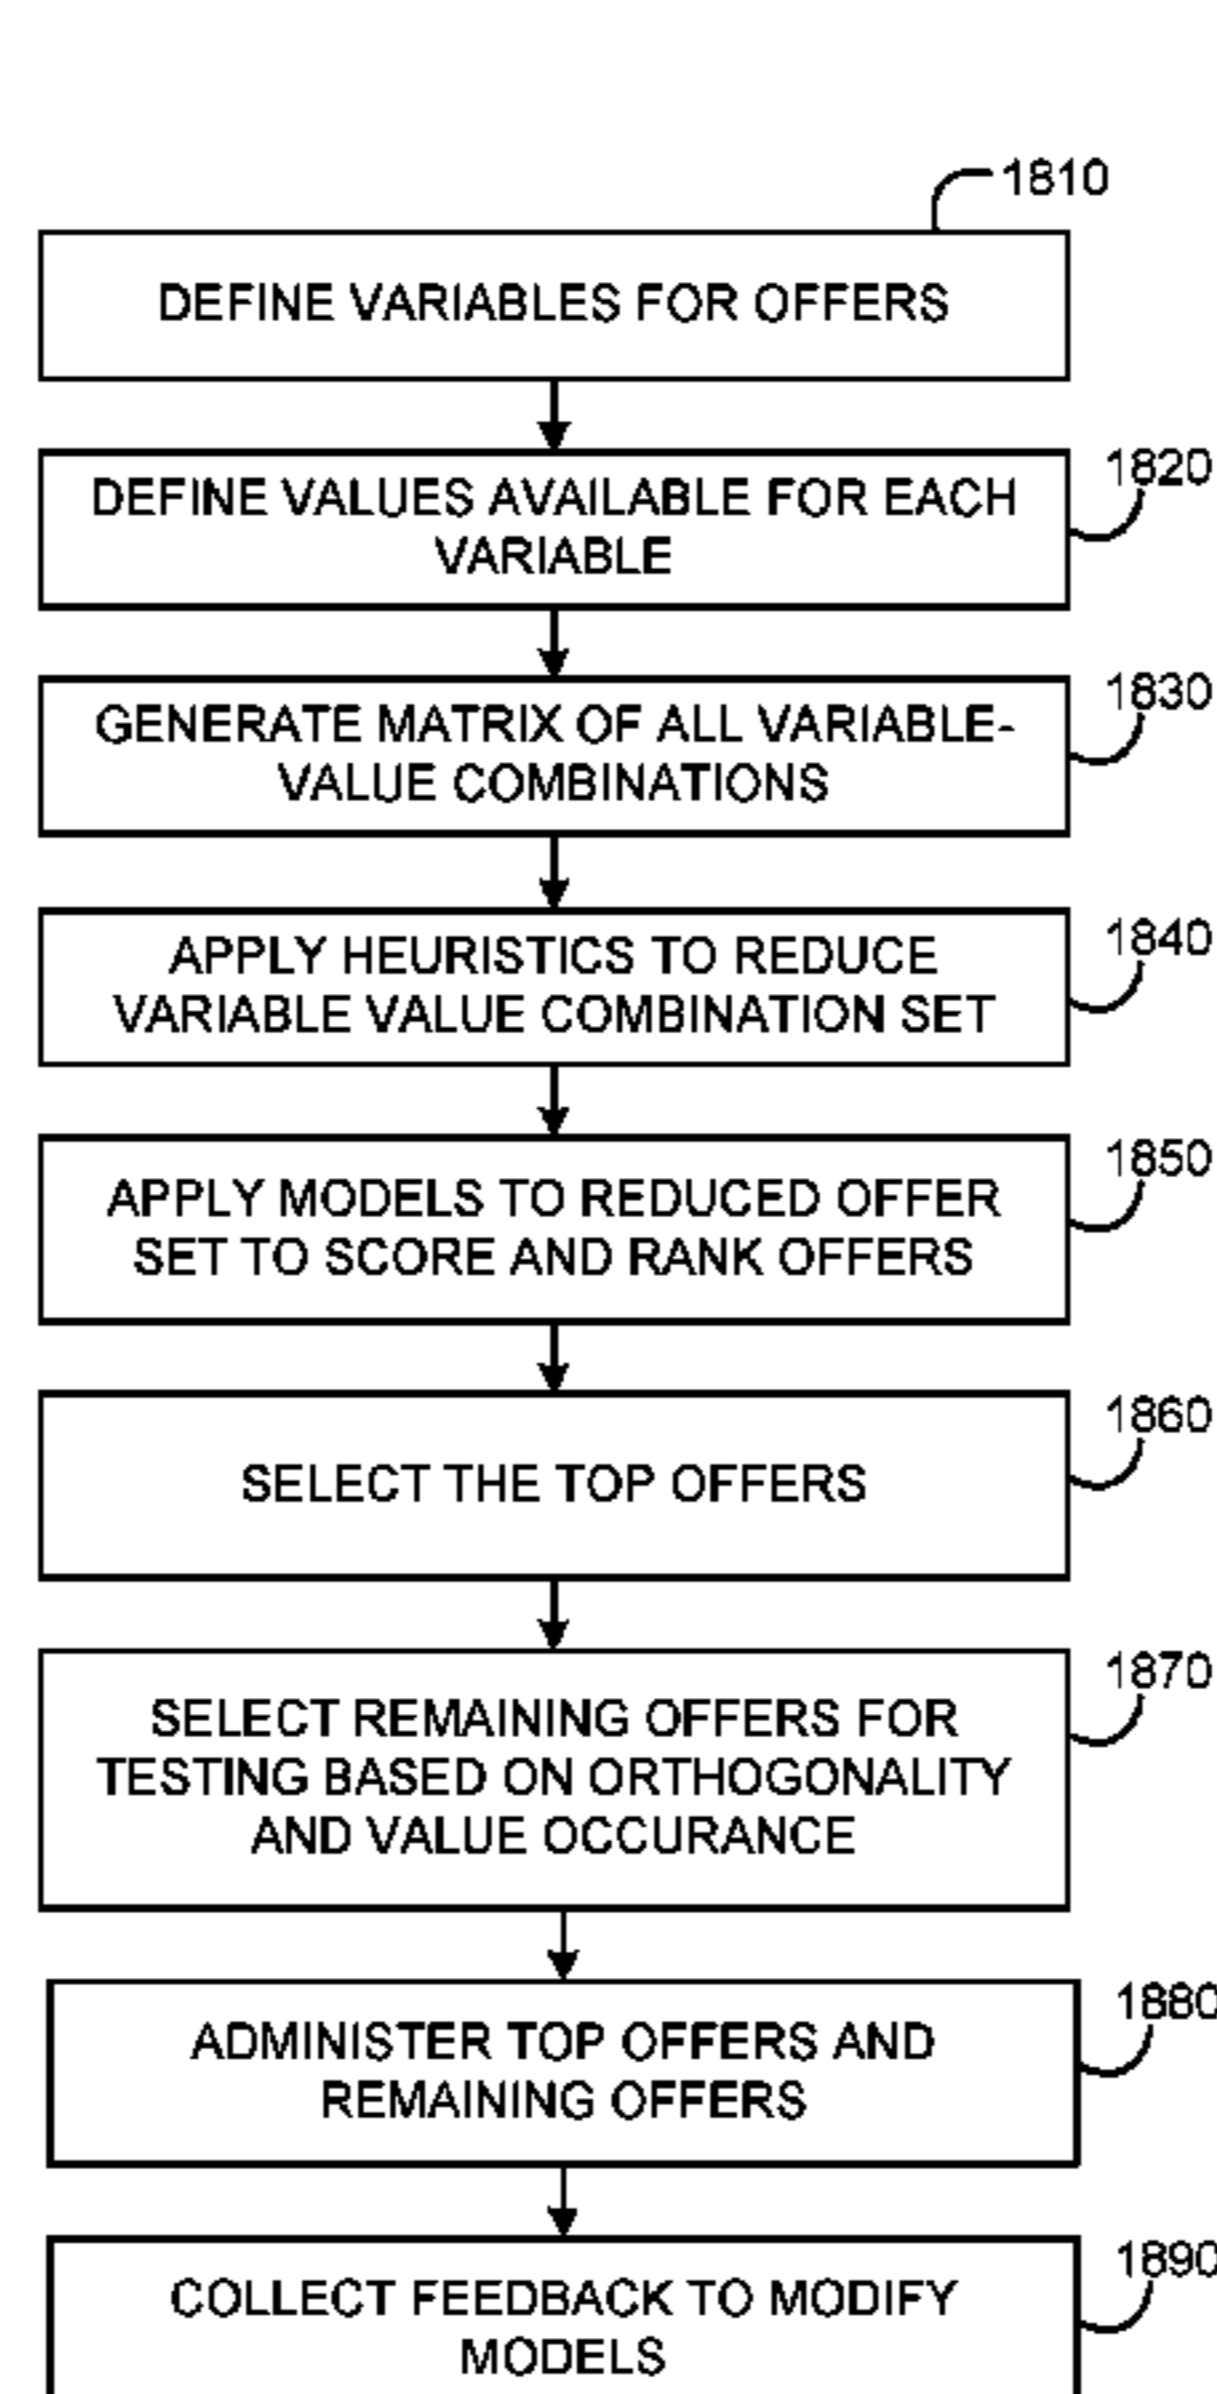 1810
DEFINE VARIABLES FOR OFFERS
1820
DEFINE VALUES AVAILABLE FOR EACH
VARIABLE
1830
GENERATE MATRIX OF ALL VARIABLE-
VALUE COMBINATIONS
1840
APPLY HEURISTICS TO REDUCE
VARIABLE VALUE COMBINATION SET
1850
APPLY MODELS TO REDUCED OFFER
SET TO SCORE AND RANK OFFERS
1860
SELECT THE TOP OFFERS
1870
SELECT REMAINING OFFERS FOR
TESTING BASED ON ORTHOGONALITY
AND VALUE OCCURANCE
1880
ADMINISTER TOP OFFERS AND
REMAINING OFFERS
1890
COLLECT FEEDBACK TO MODIFY
MODELS